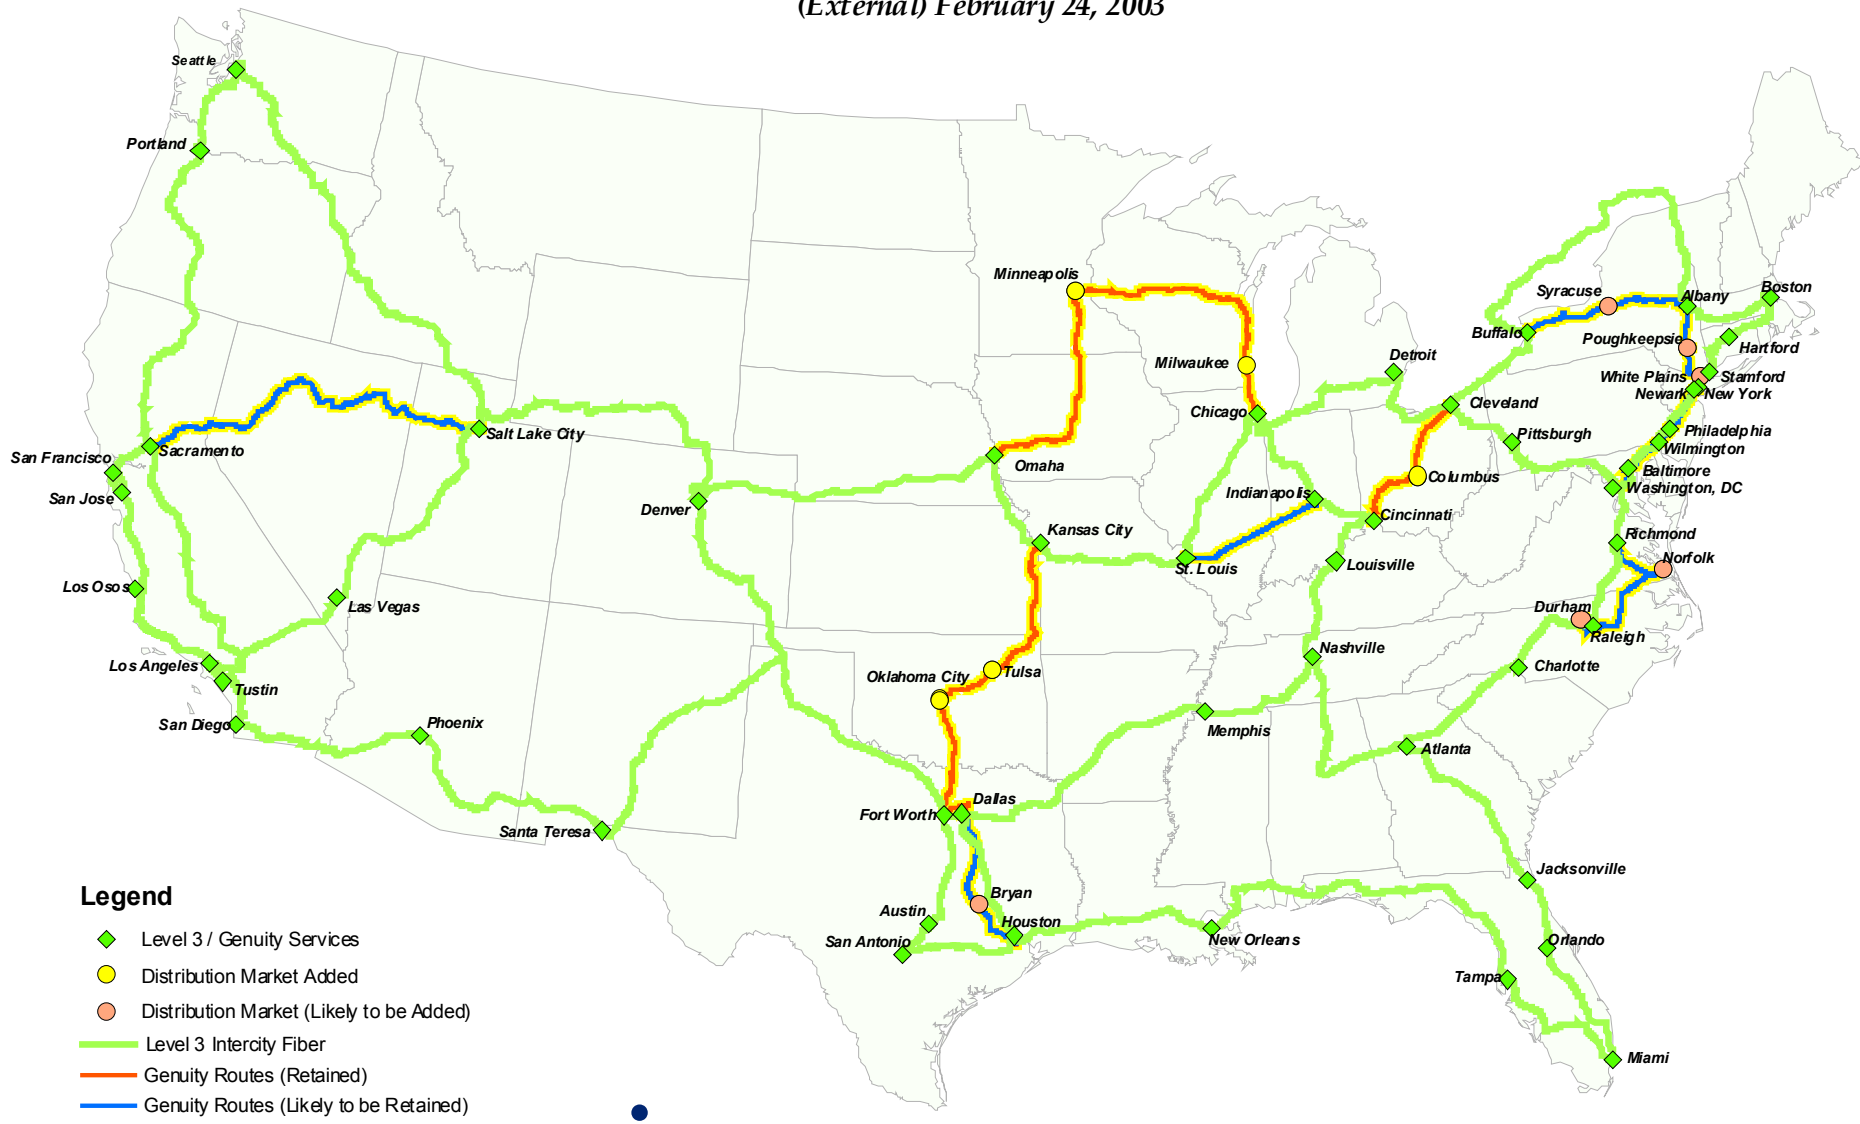 (External) February 24, 2003
Seattle
Portland
Minneapolis
Syracuse
Albany
Boston
Buffalo
Poughkeepsie
Hartford
Milwaukee
Detroit
White Plains
Stamford
Newark
New York
Chicago
Cleveland
Salt Lake City
Pittsburgh
Philadelphia
Sacramento
Wilmington
San Francisco
Omaha
Columbus
Baltimore
San Jose
Indianapolis
Washington, DC
Denver
Cincinnati
Kansas City
Richmond
St. Louis
Louisville
Norfolk
Los Osos
Las Vegas
Durham
Raleigh
Nashville
Los Angeles
Oklahoma City
Tulsa
Charlotte
Tustin
San Diego
Phoenix
Memphis
Atlanta
Dallas
Fort Worth
Santa Teresa
Jacksonville
Bryan
Austin
Houston
San Antonio
New Orleans
Orlando
Tampa
Miami
Legend
Level 3 / Genuity Services
Distribution Market Added
Distribution Market (Likely to be Added)
Level 3 Intercity Fiber
Genuity Routes (Retained)
Genuity Routes (Likely to be Retained)